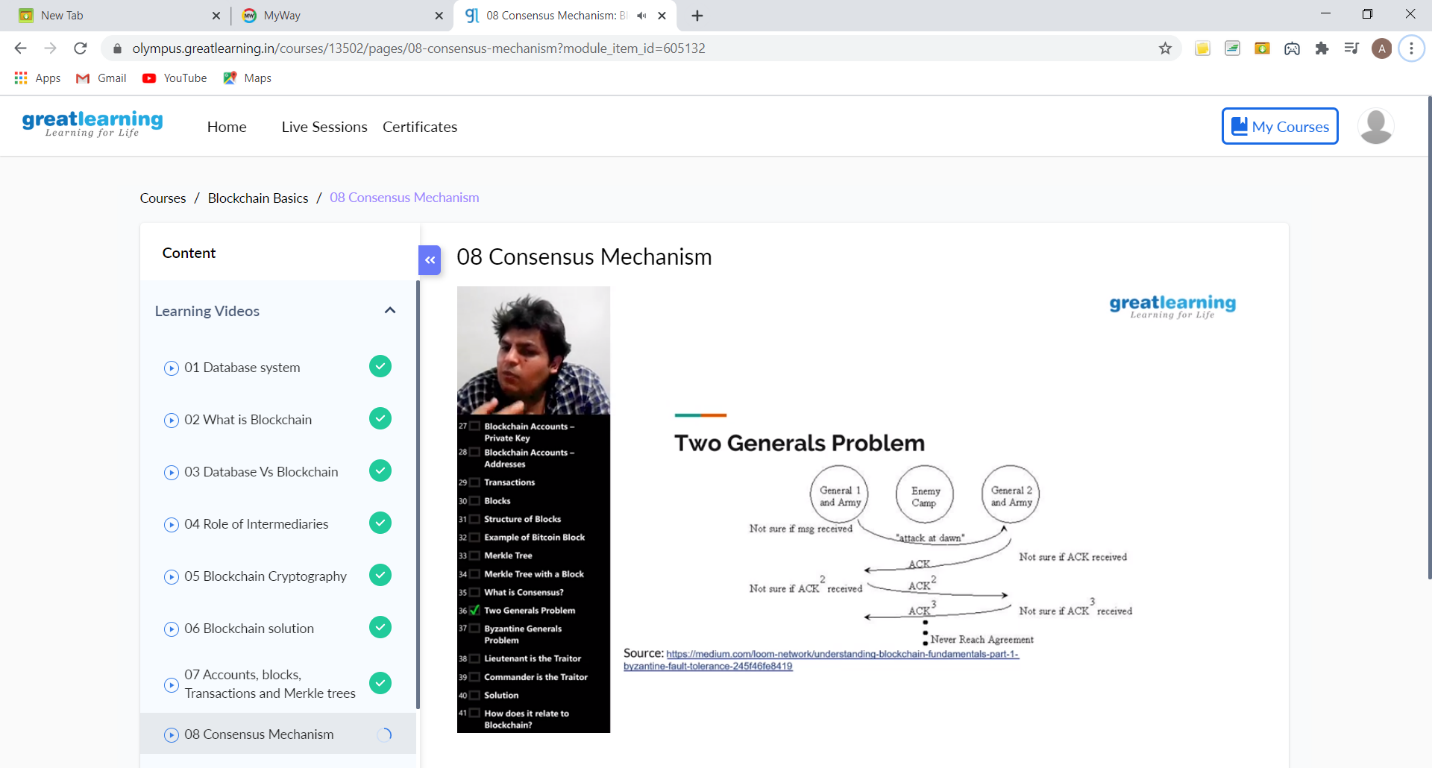 New Tab
MyWay
08 Consensus Mechanism: Bl
olympus.greatlearning.in/courses/13502/pages/08-consensus-mechanism?module_item_id=605132
A
Apps
Gmail
YouTube
Maps
greatlearning
Learning for Life
Home
Live Sessions
Certificates
My Courses
Courses / Blockchain Basics / 08 Consensus Mechanism
Content
«
08 Consensus Mechanism
Learning Videos
01 Database system
02 What is Blockchain
03 Database Vs Blockchain
04 Role of Intermediaries
05 Blockchain Cryptography
06 Blockchain solution
07 Accounts, blocks,
Transactions and Merkle trees
08 Consensus Mechanism
27 Blockchain Accounts –
Private Key
28 Blockchain Accounts –
Addresses
29 Transactions
30 Blocks
31 Structure of Blocks
32 Example of Bitcoin Block
33 Merkle Tree
34 Merkle Tree with a Block
35 What is Consensus?
36 Two Generals Problem
37 Byzantine Generals
Problem
38 Lieutenant is the Traitor
39 Commander is the Traitor
40 Solution
41 How does it relate to
Blockchain?
greatlearning
Learning for Life
Two Generals Problem
General 1
and Army
Enemy
Camp
General 2
and Army
Not sure if msg received
"attack at dawn"
Not sure if ACK received
ACK
Not sure if ACK² received
ACK²
Not sure if ACK³ received
ACK³
Never Reach Agreement
Source: https://medium.com/loom-network/understanding-blockchain-fundamentals-part-1-
byzantine-fault-tolerance-245f46fe8419